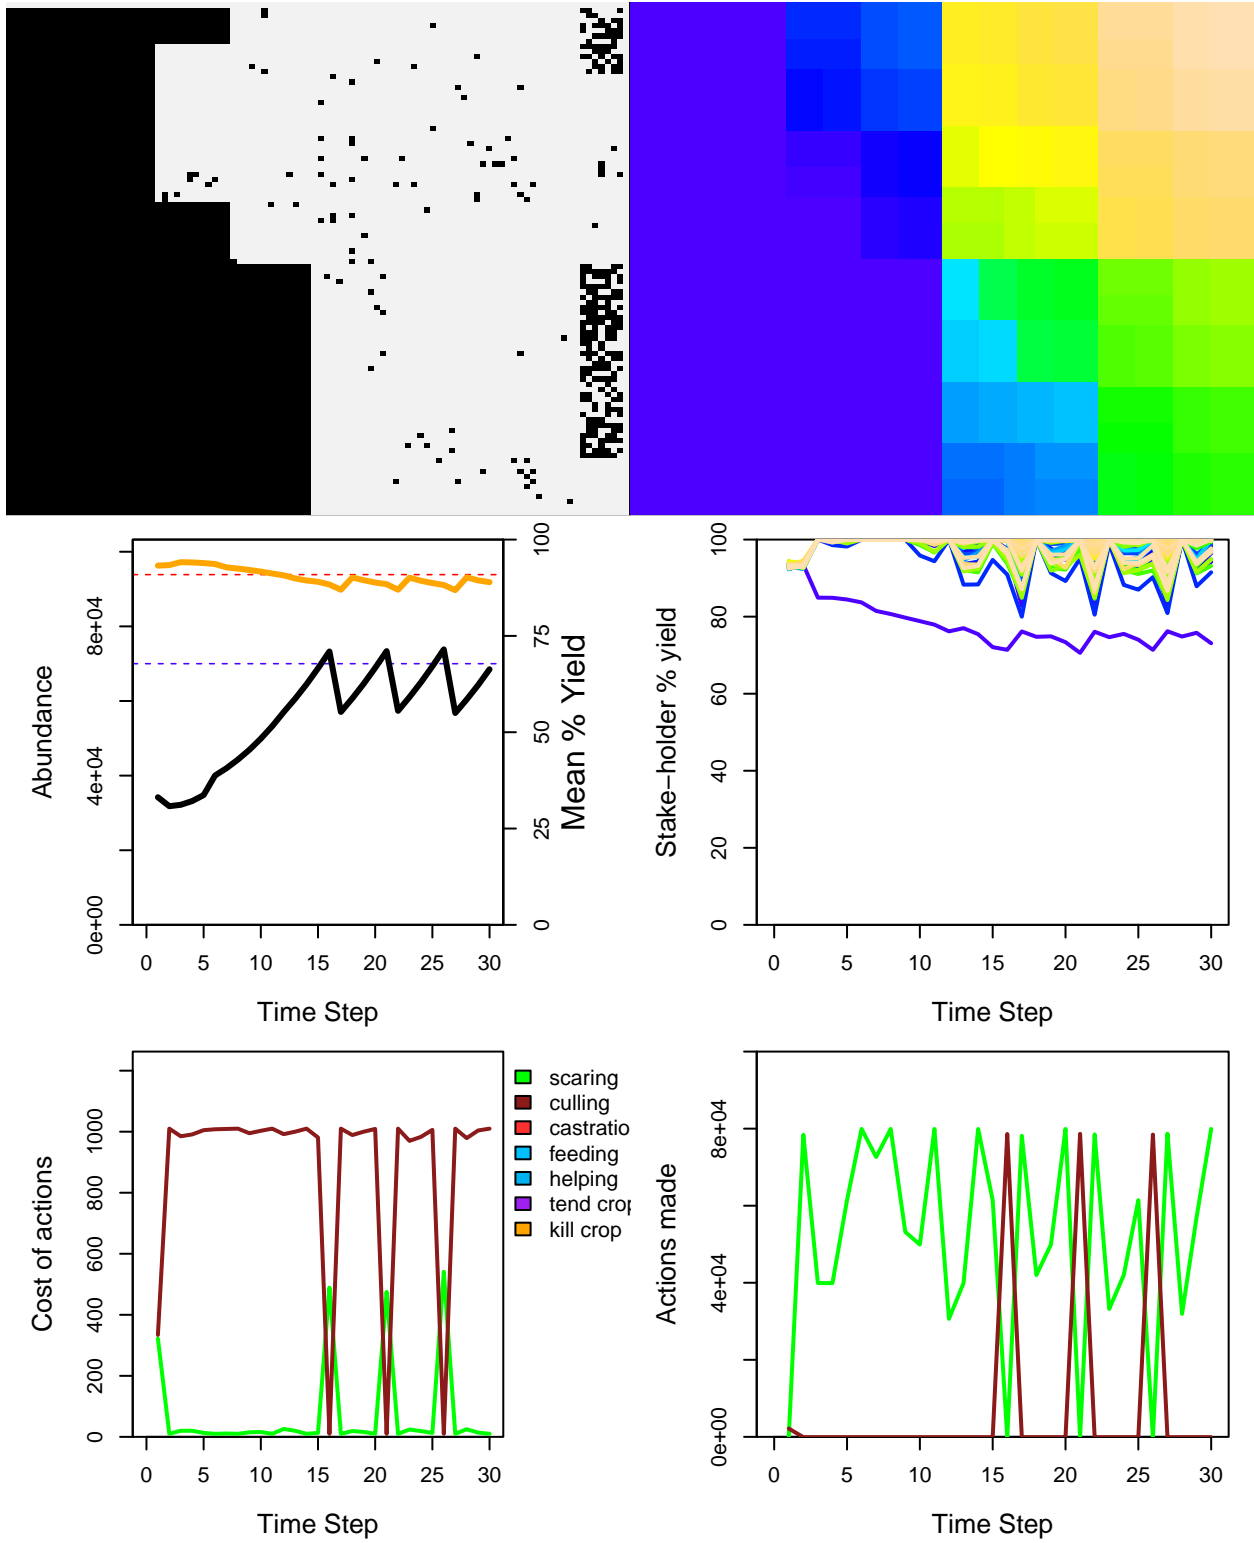 Abundance
0e+00
4e+04
8e+04
0
25
50
75
100
Mean % Yield
0
5
10
15
20
25
30
Time Step
Stake−holder % yield
0
20
40
60
80
100
0
5
10
15
20
25
30
Time Step
Cost of actions
0
200
400
600
800
1000
0
5
10
15
20
25
30
Time Step
scaring
culling
castratio
feeding
helping
tend crop
kill crop
Actions made
0e+00
4e+04
8e+04
0
5
10
15
20
25
30
Time Step